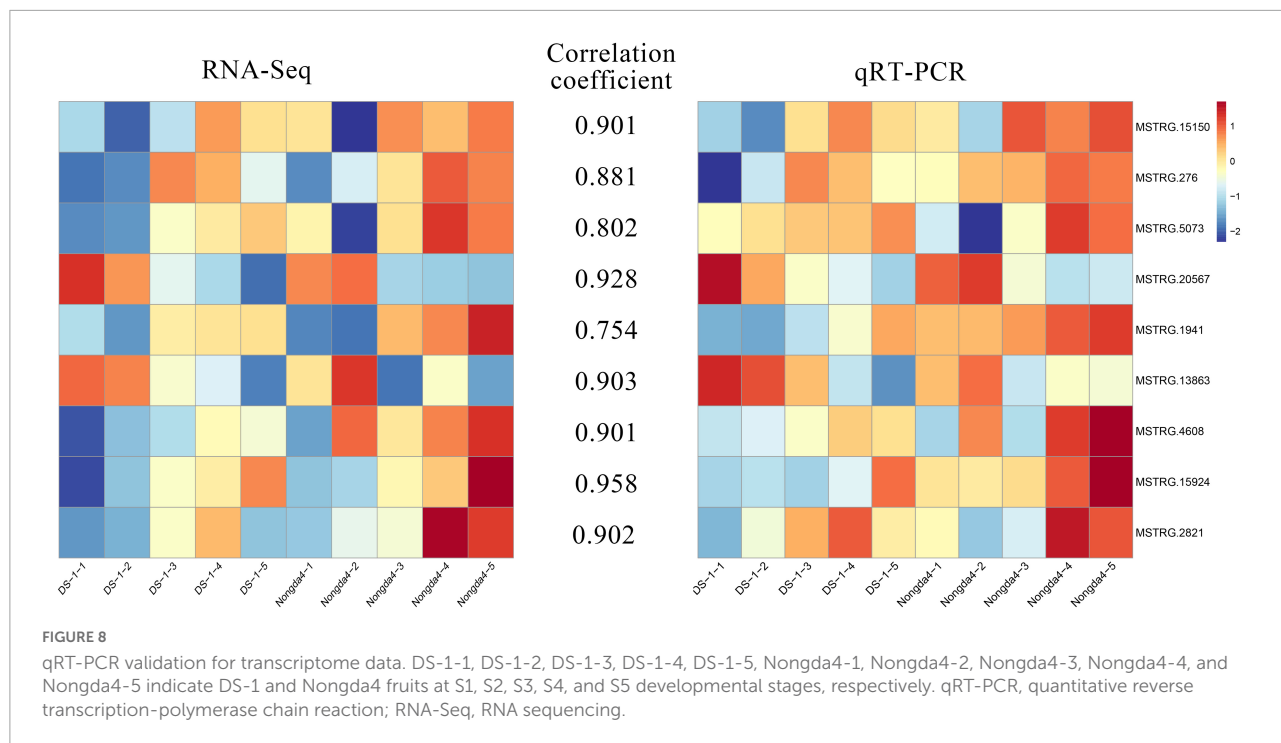 RNA-Seq
Correlation
coefficient
qRT-PCR
0.901
0.881
0.802
0.928
0.754
0.903
0.901
0.958
0.902
MSTRG.15150
MSTRG.276
MSTRG.5073
MSTRG.20567
MSTRG.1941
MSTRG.13863
MSTRG.4608
MSTRG.15924
MSTRG.2821
1
0
−1
−2
DS-1-1
DS-1-2
DS-1-3
DS-1-4
DS-1-5
Nongda4-1
Nongda4-2
Nongda4-3
Nongda4-4
Nongda4-5
DS-1-1
DS-1-2
DS-1-3
DS-1-4
DS-1-5
Nongda4-1
Nongda4-2
Nongda4-3
Nongda4-4
Nongda4-5
FIGURE 8
qRT-PCR validation for transcriptome data. DS-1-1, DS-1-2, DS-1-3, DS-1-4, DS-1-5, Nongda4-1, Nongda4-2, Nongda4-3, Nongda4-4, and
Nongda4-5 indicate DS-1 and Nongda4 fruits at S1, S2, S3, S4, and S5 developmental stages, respectively. qRT-PCR, quantitative reverse
transcription-polymerase chain reaction; RNA-Seq, RNA sequencing.